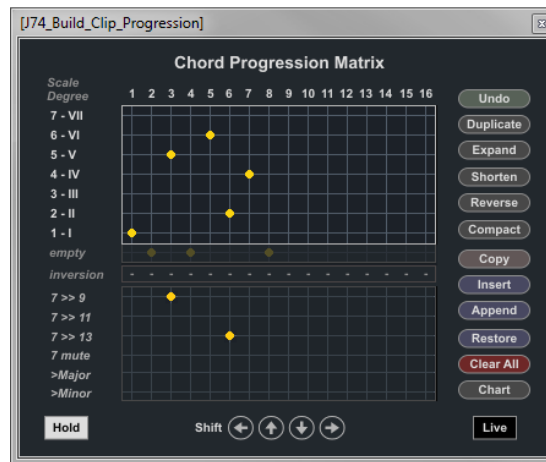 [J74_Build_Clip_Progression]
Chord Progression Matrix
Scale
Degree
1 2 3 4 5 6 7 8 9 10 11 12 13 14 15 16
7 - VII
6 - VI
5 - V
4 - IV
3 - III
2 - II
1 - I
empty
inversion - - - - - - - - - - - - - - - -
7 >> 9
7 >> 11
7 >> 13
7 mute
>Major
>Minor
Undo
Duplicate
Expand
Shorten
Reverse
Compact
Copy
Insert
Append
Restore
Clear All
Chart
Hold
Shift
Live